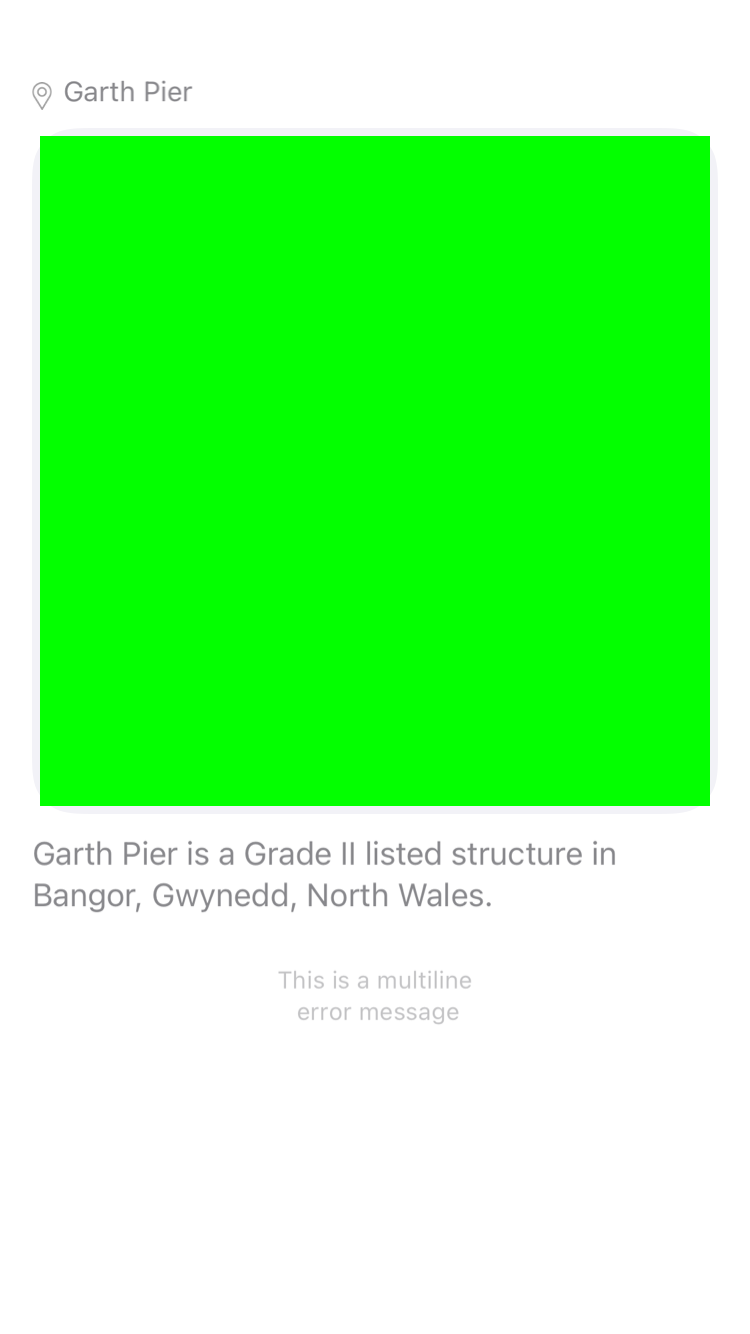 Garth Pier
Garth Pier is a Grade II listed structure in
Bangor, Gwynedd, North Wales.
This is a multiline
error message